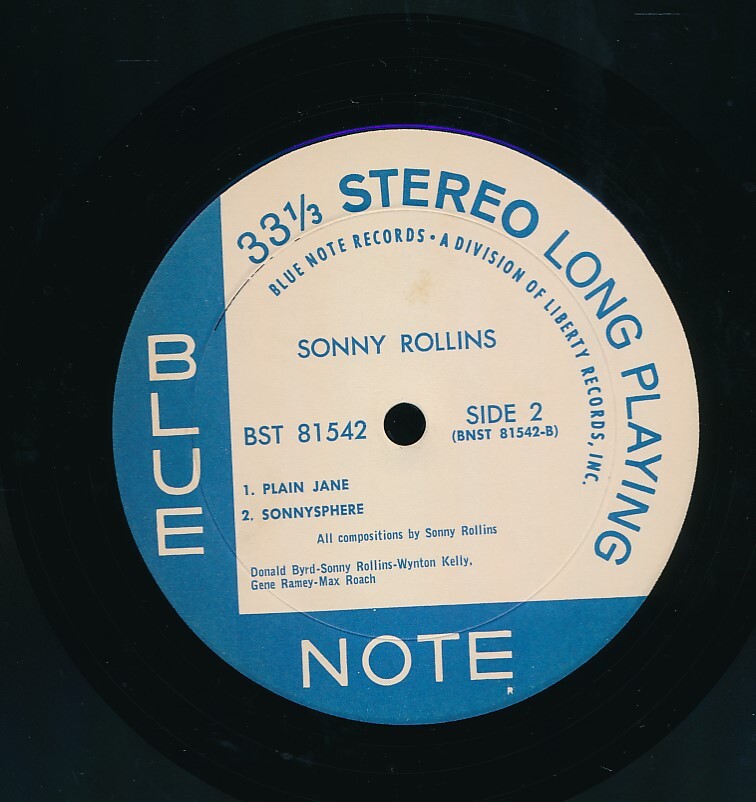 33⅓ STEREO LONG PLAYING
BLUE NOTE RECORDS • A DIVISION OF LIBERTY RECORDS, INC.
SONNY ROLLINS
BST 81542
SIDE 2
(BNST 81542-B)
1. PLAIN JANE
2. SONNYSPHERE
All compositions by Sonny Rollins
Donald Byrd-Sonny Rollins-Wynton Kelly,
Gene Ramey-Max Roach
BLUE
NOTE
R